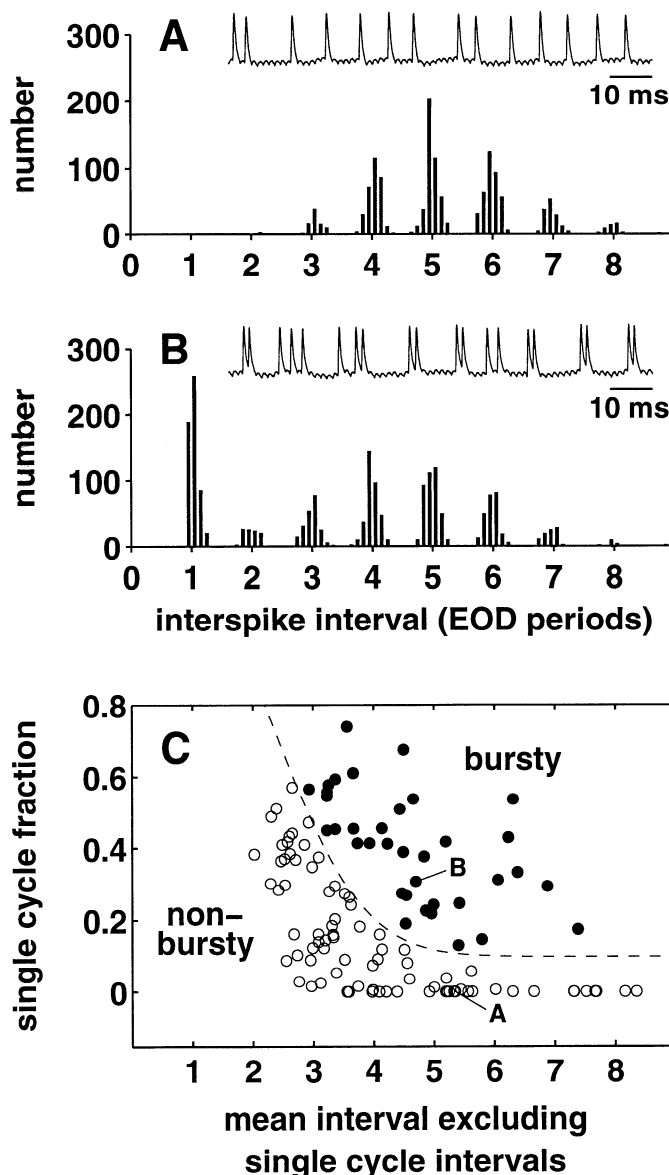 A
number
300
200
100
0
10 ms
0 1 2 3 4 5 6 7 8
B
number
300
200
100
0
10 ms
0 1 2 3 4 5 6 7 8
interspike interval (EOD periods)
C
single cycle fraction
0.8
0.6
0.4
0.2
0
bursty
B
non–
bursty
A
1 2 3 4 5 6 7 8
mean interval excluding
single cycle intervals